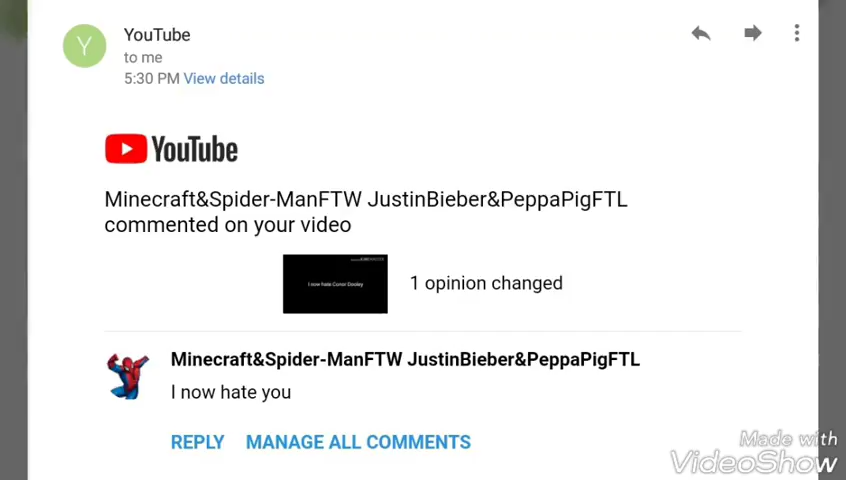 Y
YouTube
to me
5:30 PM View details
YouTube
Minecraft&Spider-ManFTW JustinBieber&PeppaPigFTL
commented on your video
I now hate Conor Dooley
1 opinion changed
Minecraft&Spider-ManFTW JustinBieber&PeppaPigFTL
I now hate you
REPLY MANAGE ALL COMMENTS
Made with
VideoShow